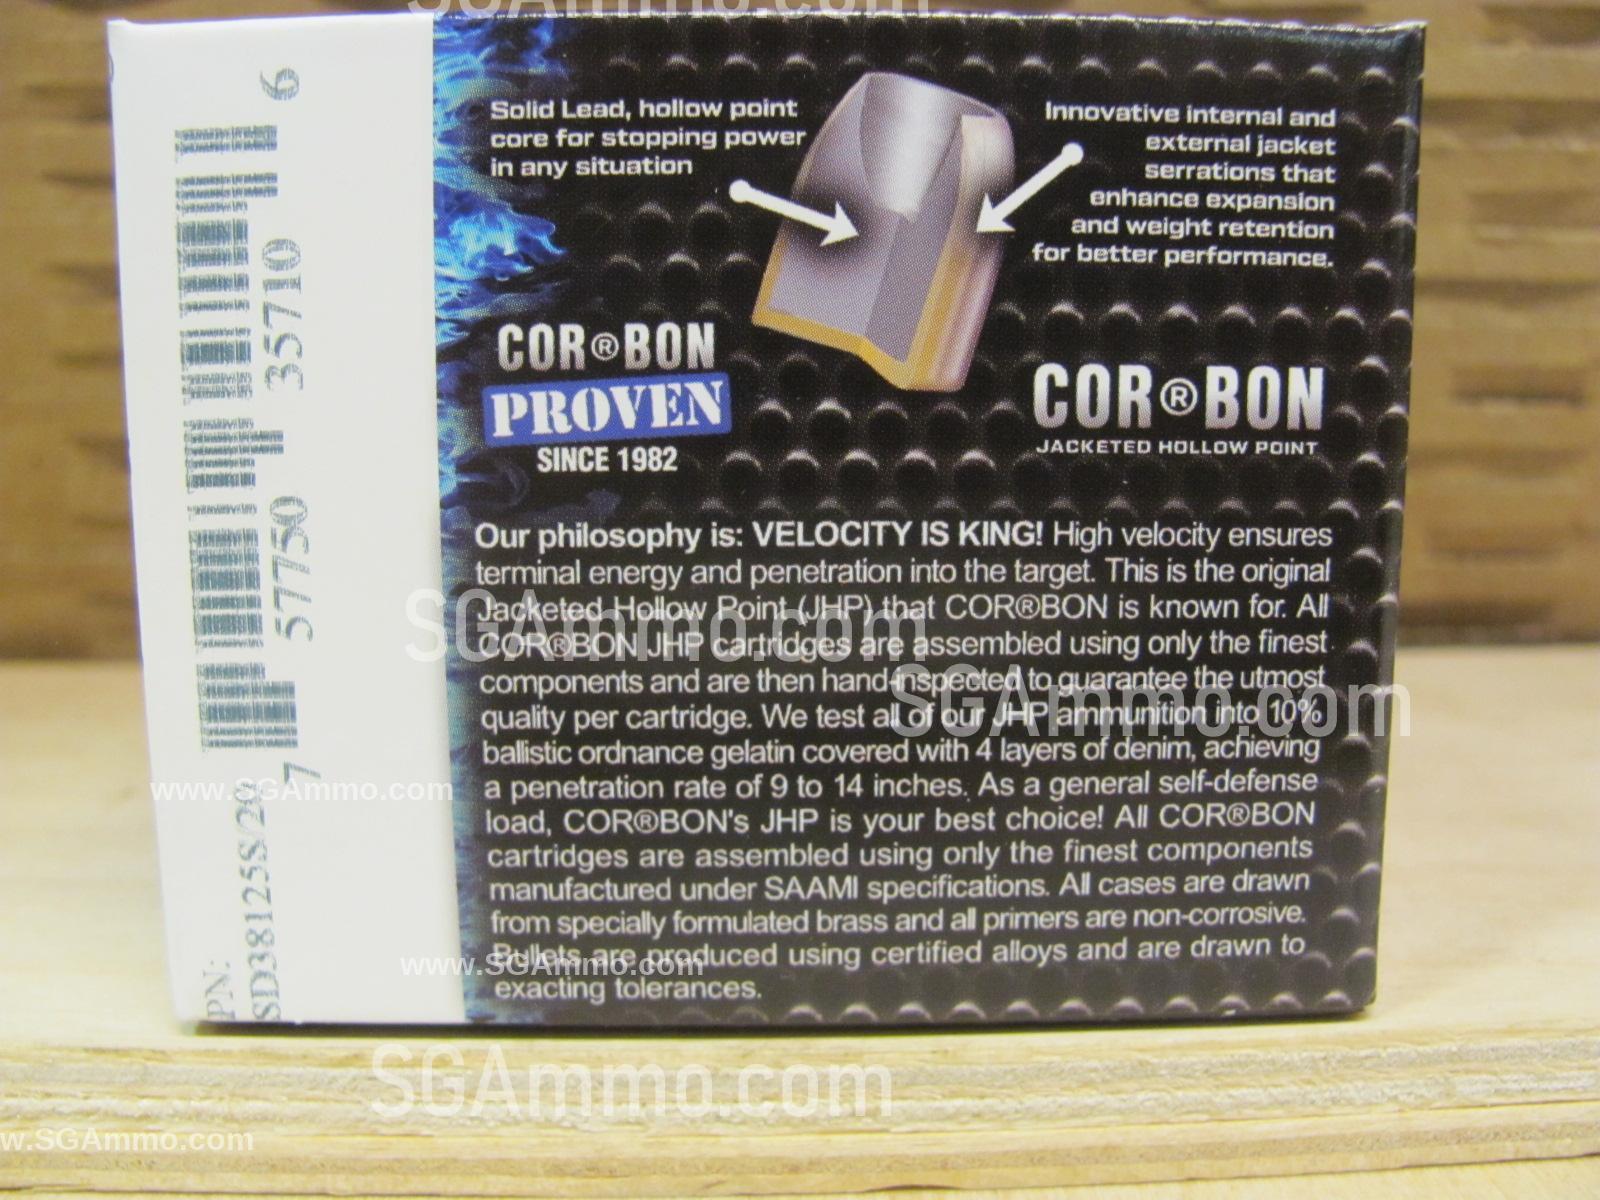 Solid Lead, hollow point
core for stopping power
in any situation
Innovative internal and
external jacket
serrations that
enhance expansion
and weight retention
for better performance.
COR®BON
PROVEN
SINCE 1982
COR®BON
JACKETED HOLLOW POINT
Our philosophy is: VELOCITY IS KING! High velocity ensures
terminal energy and penetration into the target. This is the original
Jacketed Hollow Point (JHP) that COR®BON is known for. All
COR®BON JHP cartridges are assembled using only the finest
components and are then hand-inspected to guarantee the utmost
quality per cartridge. We test all of our JHP ammunition into 10%
ballistic ordnance gelatin covered with 4 layers of denim, achieving
a penetration rate of 9 to 14 inches. As a general self-defense
load, COR®BON's JHP is your best choice! All COR®BON
cartridges are assembled using only the finest components
manufactured under SAAMI specifications. All cases are drawn
from specially formulated brass and all primers are non-corrosive.
Bullets are produced using certified alloys and are drawn to
exacting tolerances.
7 57750 35710 6
PN:
SD38125S/20
SGAmmo.com
SGAmmo.com
SGAmmo.com
www.SGAmmo.com
www.SGAmmo.com
SGAmmo.com
w.SGAmmo.com